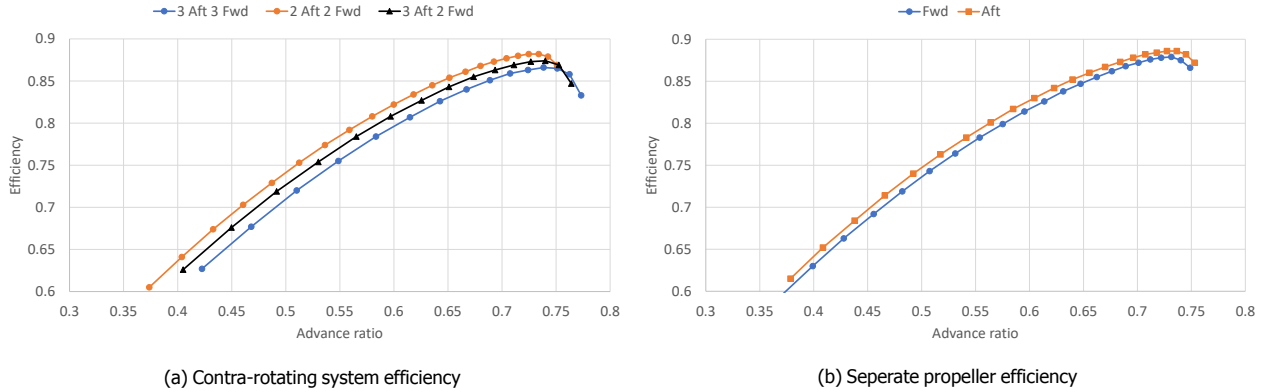 3 Aft 3 Fwd 2 Aft 2 Fwd 3 Aft 2 Fwd
0.9
0.85
0.8
0.75
0.7
0.65
0.6
Efficiency
0.3 0.35 0.4 0.45 0.5 0.55 0.6 0.65 0.7 0.75 0.8
Advance ratio
(a) Contra-rotating system efficiency
Fwd Aft
0.9
0.85
0.8
0.75
0.7
0.65
0.6
Efficiency
0.3 0.35 0.4 0.45 0.5 0.55 0.6 0.65 0.7 0.75 0.8
Advance ratio
(b) Seperate propeller efficiency